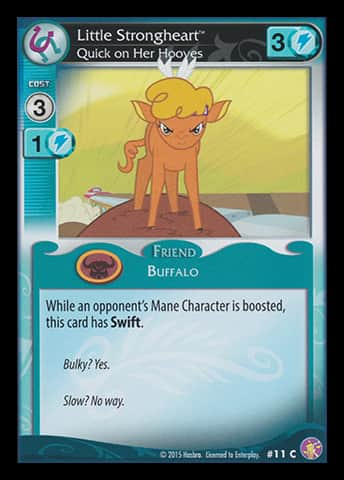 Little Strongheart™
Quick on Her Hooves
3
COST
3
1
FRIEND
BUFFALO
While an opponent's Mane Character is boosted,
this card has Swift.
Bulky? Yes.
Slow? No way.
© 2015 Hasbro. Licensed to Enterplay. #11 C